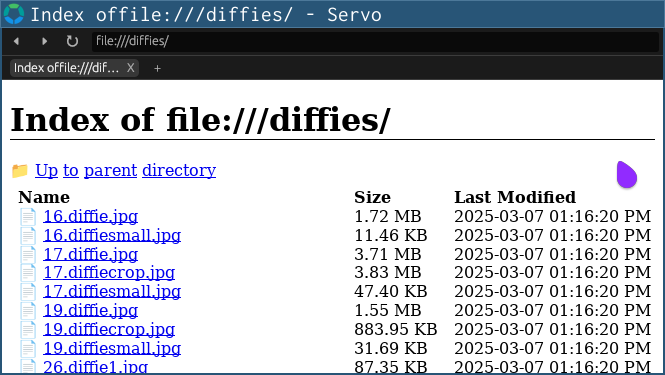 Index offile:///diffies/ - Servo
file:///diffies/
Index offile:///dif... X +
Index of file:///diffies/
Up to parent directory
Name Size Last Modified
16.diffie.jpg 1.72 MB 2025-03-07 01:16:20 PM
16.diffiesmall.jpg 11.46 KB 2025-03-07 01:16:20 PM
17.diffie.jpg 3.71 MB 2025-03-07 01:16:20 PM
17.diffiecrop.jpg 3.83 MB 2025-03-07 01:16:20 PM
17.diffiesmall.jpg 47.40 KB 2025-03-07 01:16:20 PM
19.diffie.jpg 1.55 MB 2025-03-07 01:16:20 PM
19.diffiecrop.jpg 883.95 KB 2025-03-07 01:16:20 PM
19.diffiesmall.jpg 31.69 KB 2025-03-07 01:16:20 PM
26.diffie1.jpg 87.35 KB 2025-03-07 01:16:20 PM